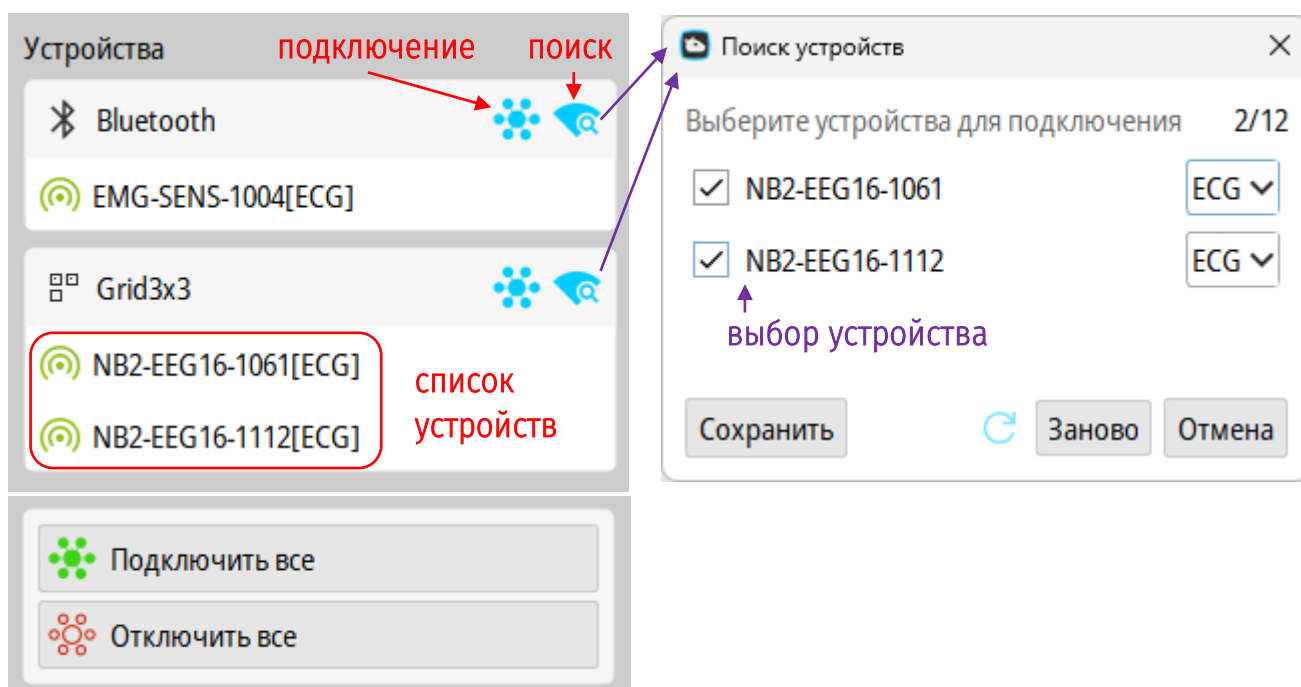 Устройства
подключение
поиск
Bluetooth
EMG-SENS-1004[ECG]
Grid3x3
NB2-EEG16-1061[ECG]
NB2-EEG16-1112[ECG]
список
устройств
Подключить все
Отключить все
Поиск устройств
Выберите устройства для подключения 2/12
NB2-EEG16-1061 ECG
NB2-EEG16-1112 ECG
выбор устройства
Сохранить Заново Отмена